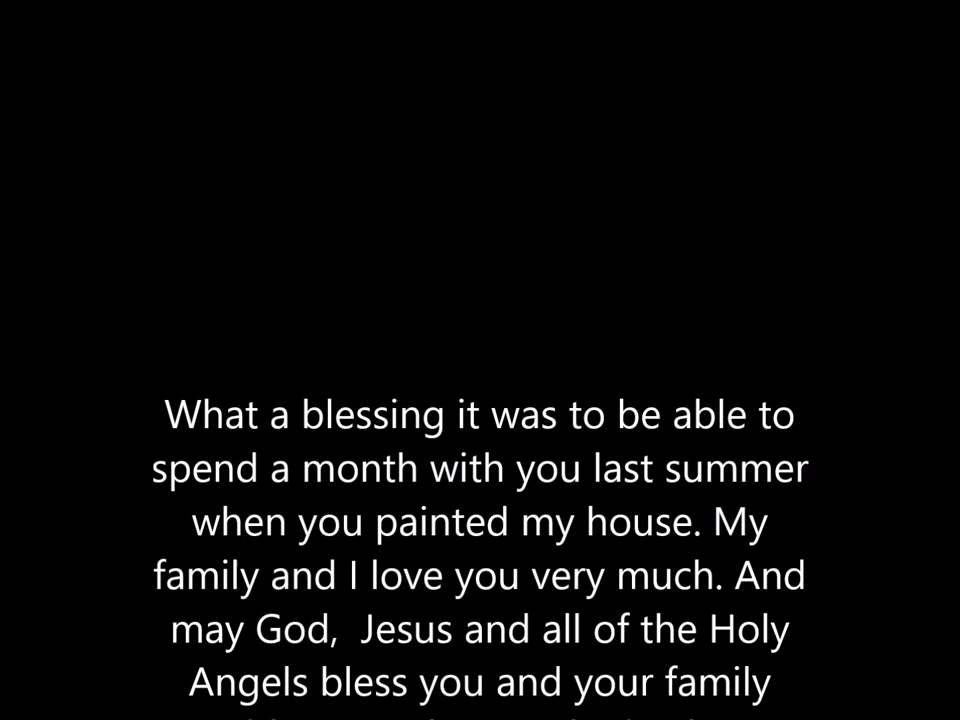 What a blessing it was to be able to
spend a month with you last summer
when you painted my house. My
family and I love you very much. And
may God,  Jesus and all of the Holy
Angels bless you and your family